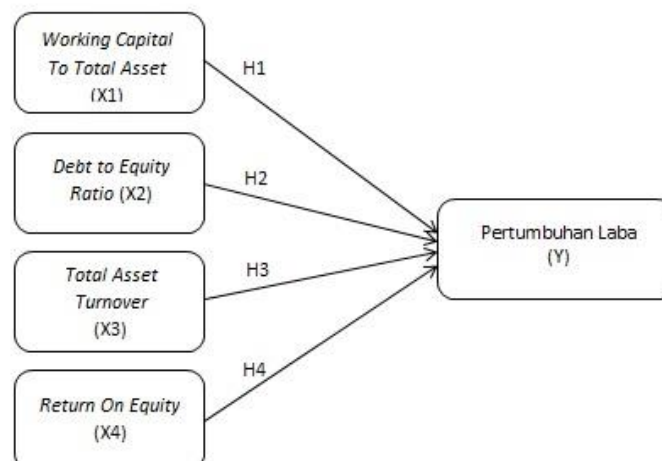 Working Capital
To Total Asset
(X1)
H1
Debt to Equity
Ratio (X2)
H2
Pertumbuhan Laba
(Y)
Total Asset
Turnover
(X3)
H3
H4
Return On Equity
(X4)